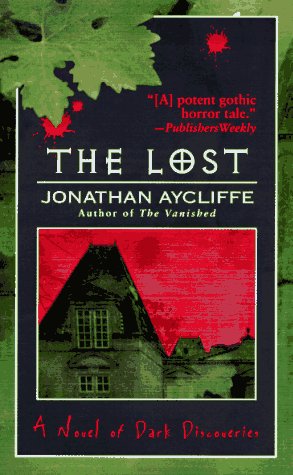 “[A] potent gothic
horror tale.”
—Publishers Weekly
THE LOST
JONATHAN AYCLIFFE
Author of The Vanished
A Novel of Dark Discoveries